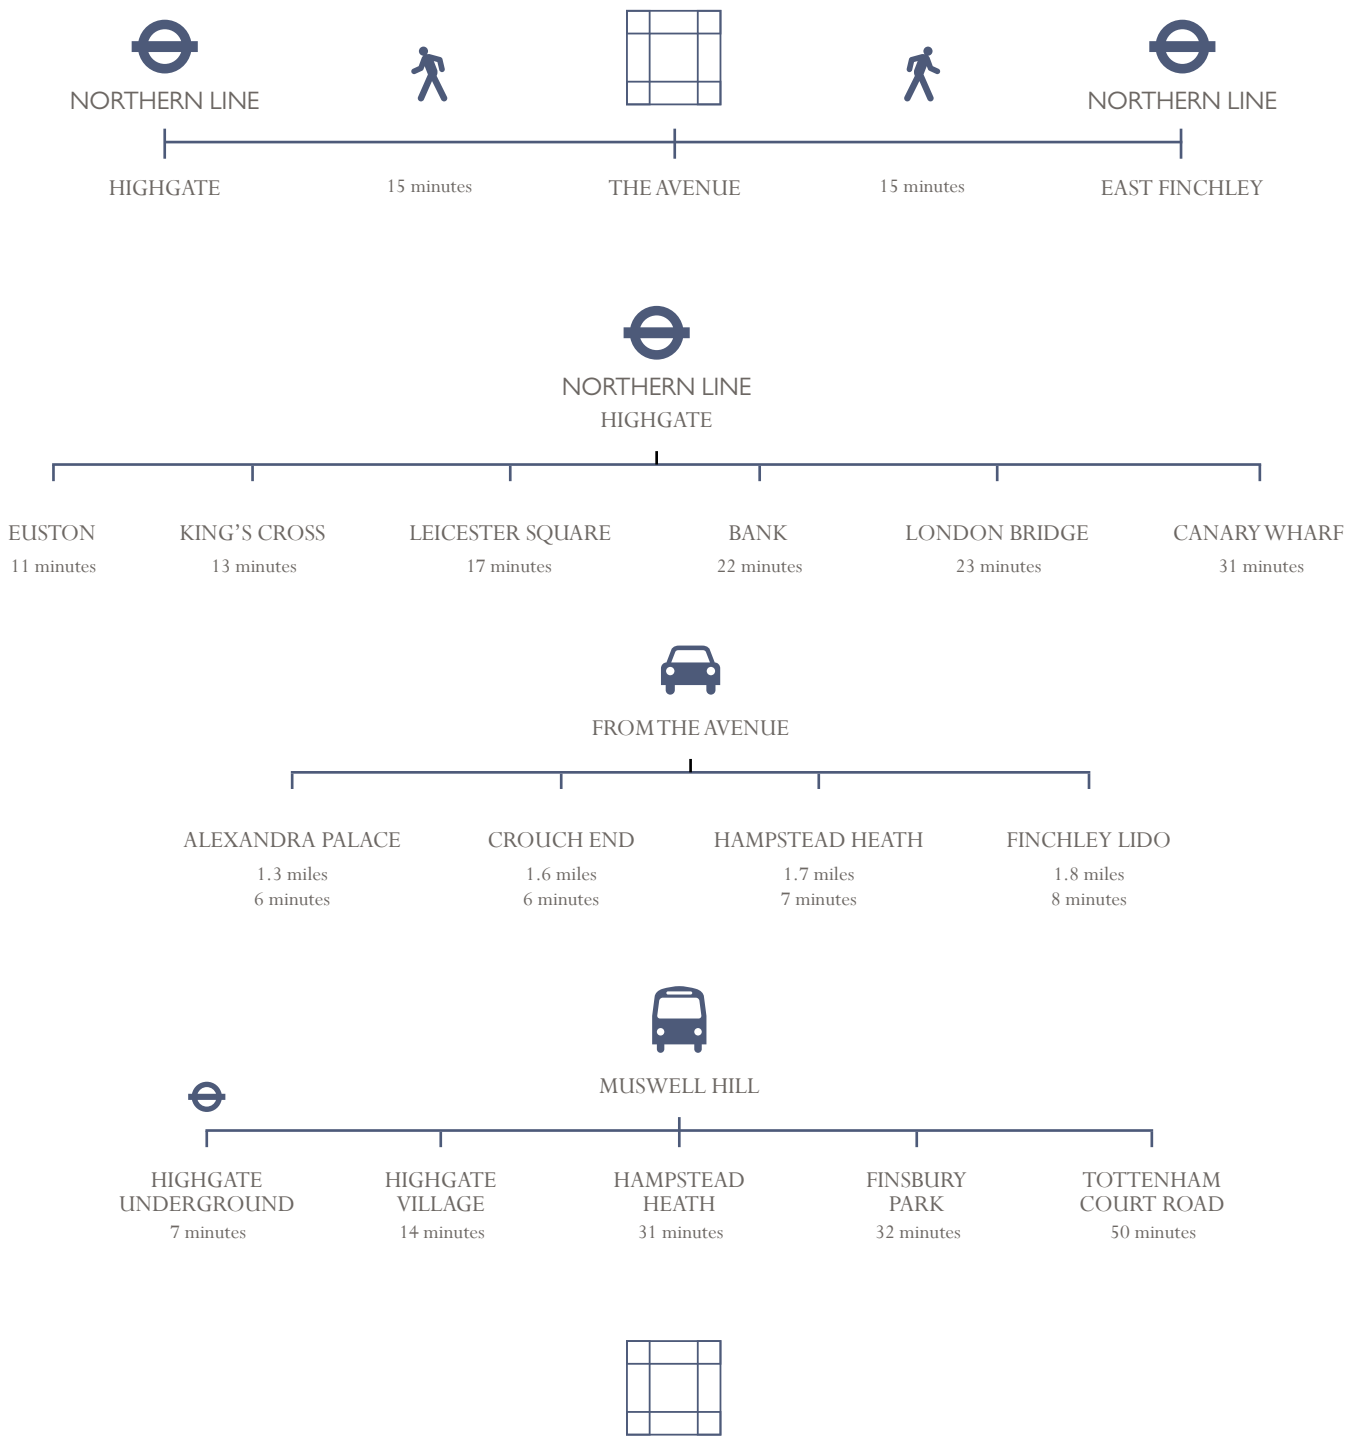 NORTHERN LINE
NORTHERN LINE
HIGHGATE
15 minutes
THE AVENUE
15 minutes
EAST FINCHLEY
NORTHERN LINE
HIGHGATE
EUSTON
11 minutes
KING’S CROSS
13 minutes
LEICESTER SQUARE
17 minutes
BANK
22 minutes
LONDON BRIDGE
23 minutes
CANARY WHARF
31 minutes
FROM THE AVENUE
ALEXANDRA PALACE
1.3 miles
6 minutes
CROUCH END
1.6 miles
6 minutes
HAMPSTEAD HEATH
1.7 miles
7 minutes
FINCHLEY LIDO
1.8 miles
8 minutes
MUSWELL HILL
HIGHGATE
UNDERGROUND
7 minutes
HIGHGATE
VILLAGE
14 minutes
HAMPSTEAD
HEATH
31 minutes
FINSBURY
PARK
32 minutes
TOTTENHAM
COURT ROAD
50 minutes